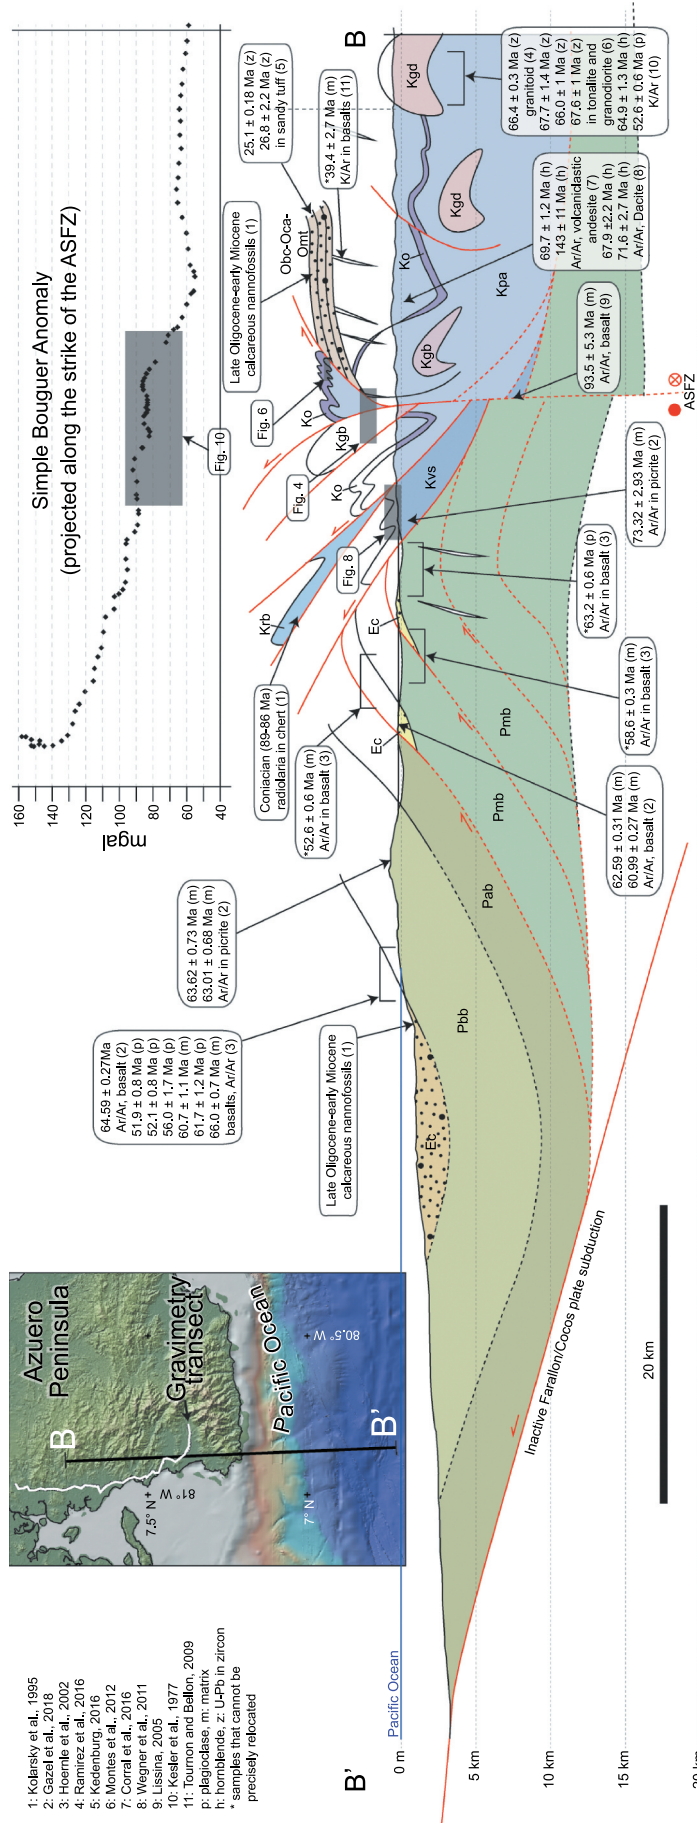 1: Kolarsky et al., 1995
2: Gazel et al., 2018
3: Hoernle et al., 2002
4: Ramirez et al., 2016
5: Kedenburg, 2016
6: Montes et al., 2012
7: Corral et al., 2016
8: Wegner et al., 2011
9: Lissina, 2005
10: Kesler et al., 1977
11: Tournon and Bellon, 2009
p: plagioclase, m: matrix
h: hornblende, z: U-Pb in zircon
* samples that cannot be
precisely relocated
Azuero
Peninsula
B
Gravimetry
transect
7.5° N
81° W
Pacific Ocean
7° N
80.5° W
B'
Simple Bouguer Anomaly
(projected along the strike of the ASFZ)
mgal
160
140
120
100
80
60
40
Fig. 10
64.59 ± 0.27Ma
Ar/Ar, basalt (2)
51.9 ± 0.8 Ma (p)
52.1 ± 0.8 Ma (p)
56.0 ± 1.7 Ma (p)
60.7 ± 1.1 Ma (m)
61.7 ± 1.2 Ma (p)
66.0 ± 0.7 Ma (m)
basalts, Ar/Ar (3)
63.62 ± 0.73 Ma (m)
63.01 ± 0.68 Ma (m)
Ar/Ar in picrite (2)
Late Oligocene-early Miocene
calcareous nannofossils (1)
Coniacian (89-86 Ma)
radiolaria in chert (1)
*52.6 ± 0.6 Ma (m)
Ar/Ar in basalt (3)
Krb
Fig. 8
Ko
Fig. 4
Kgb
Ko
Fig. 6
Late Oligocene-early Miocene
calcareous nannofossils (1)
Obc-Oca-
Omt
25.1 ± 0.18 Ma (z)
26.8 ± 2.2 Ma (z)
in sandy tuff (5)
*39.4 ± 2.7 Ma (m)
K/Ar in basalts (11)
B'
B
Pacific Ocean
0 m
5 km
10 km
15 km
20 km
Ec
Pbb
Pab
Ec
Ec
Pmb
Pmb
Kvs
Kgb
Ko
Kpa
Kgd
Kgd
62.59 ± 0.31 Ma (m)
60.99 ± 0.27 Ma (m)
Ar/Ar, basalt (2)
*58.6 ± 0.3 Ma (m)
Ar/Ar in basalt (3)
*63.2 ± 0.6 Ma (p)
Ar/Ar in basalt (3)
73.32 ± 2.93 Ma (m)
Ar/Ar in picrite (2)
93.5 ± 5.3 Ma (m)
Ar/Ar, basalt (9)
69.7 ± 1.2 Ma (h)
143 ± 11 Ma (h)
Ar/Ar, volcaniclastic
andesite (7)
67.9 ±2.2 Ma (h)
71.6 ± 2.7 Ma (h)
Ar/Ar, Dacite (8)
66.4 ± 0.3 Ma (z)
granitoid (4)
67.7 ± 1.4 Ma (z)
66.0 ± 1 Ma (z)
67.6 ± 1 Ma (z)
in tonalite and
granodiorite (6)
64.9 ± 1.3 Ma (h)
52.6 ± 0.6 Ma (p)
K/Ar (10)
ASFZ
Inactive Farallon/Cocos plate subduction
20 km